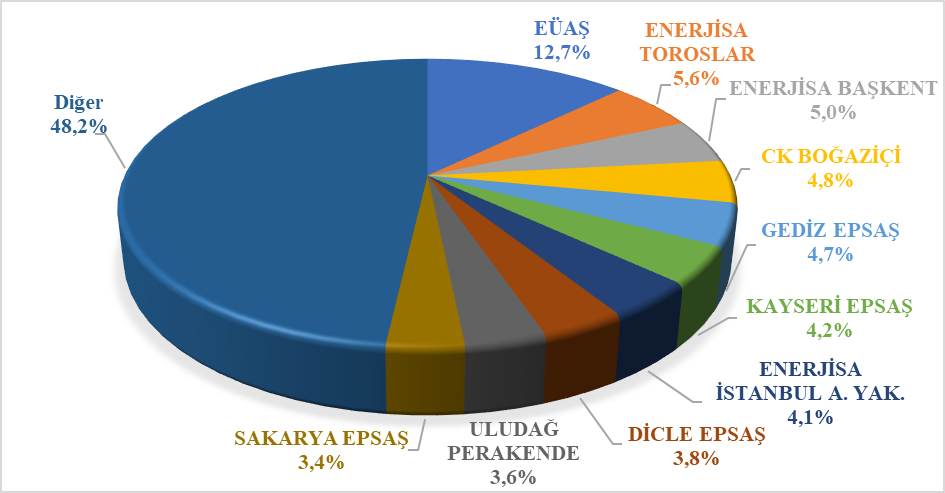 EÜAŞ
12,7%
ENERJİSA
TOROSLAR
5,6%
ENERJİSA BAŞKENT
5,0%
CK BOĞAZİÇİ
4,8%
GEDİZ EPSAŞ
4,7%
KAYSERİ EPSAŞ
4,2%
ENERJİSA
İSTANBUL A. YAK.
4,1%
DİCLE EPSAŞ
3,8%
ULUDAĞ
PERAKENDE
3,6%
SAKARYA EPSAŞ
3,4%
Diğer
48,2%